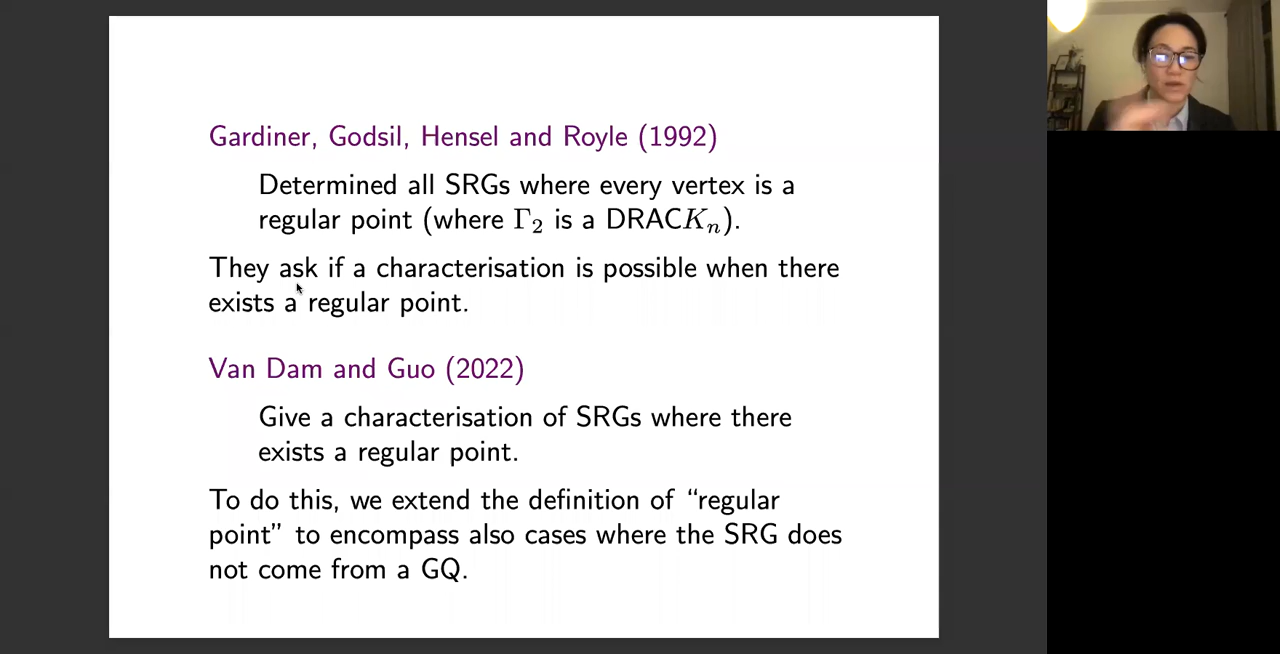 Gardiner, Godsil, Hensel and Royle (1992)
Determined all SRGs where every vertex is a
regular point (where Γ₂ is a DRACKₙ).
They ask if a characterisation is possible when there
exists a regular point.
Van Dam and Guo (2022)
Give a characterisation of SRGs where there
exists a regular point.
To do this, we extend the definition of “regular
point” to encompass also cases where the SRG does
not come from a GQ.